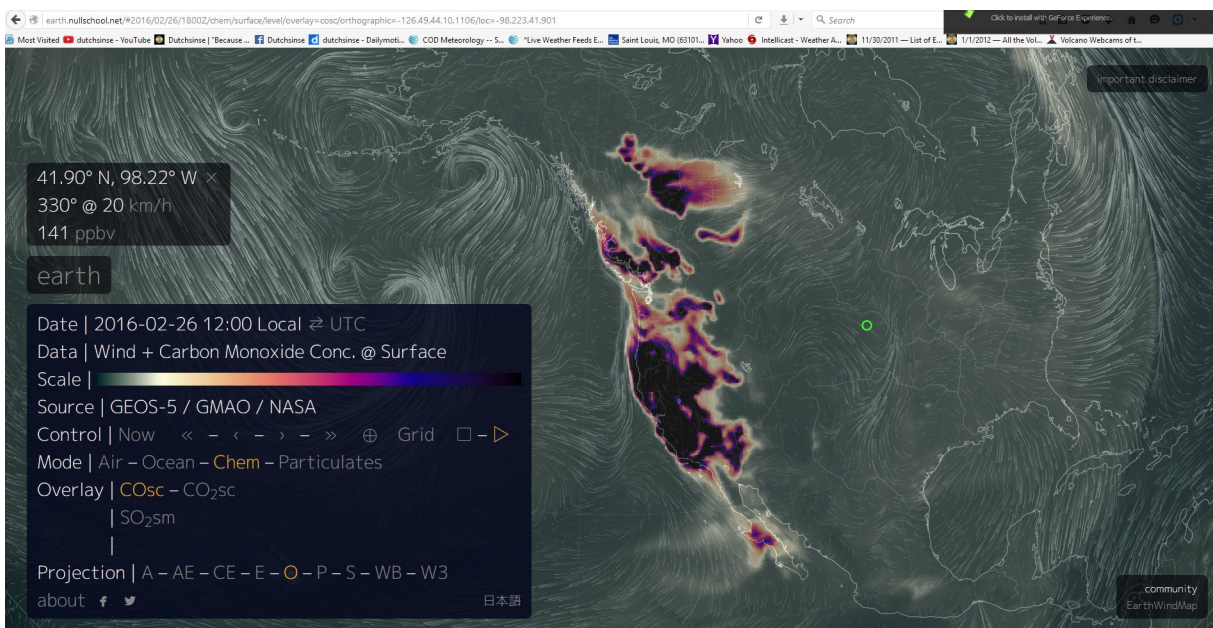 earth.nullschool.net/#2016/02/26/1800Z/chem/surface/level/overlay=cosc/orthographic=-126.49,44.10,1106/loc=-98.223,41.901
Search
Click to install with GeForce Experience.
Most Visited dutchsinse - YouTube Dutchsinse | "Because ... Dutchsinse dutchsinse - Dailymoti... COD Meteorology -- S... *Live Weather Feeds E... Saint Louis, MO (63101... Yahoo Intellicast - Weather A... 11/30/2011 — List of E... 1/1/2012 — All the Vol... Volcano Webcams of t...
important disclaimer
41.90° N, 98.22° W ×
330° @ 20 km/h
141 ppbv
earth
Date | 2016-02-26 12:00 Local ⇄ UTC
Data | Wind + Carbon Monoxide Conc. @ Surface
Scale |
Source | GEOS-5 / GMAO / NASA
Control | Now « – ‹ – › – » ⊕ Grid □ – ▷
Mode | Air – Ocean – Chem – Particulates
Overlay | COsc – CO₂sc
| SO₂sm
|
Projection | A – AE – CE – E – O – P – S – WB – W3
about f
日本語
community
EarthWindMap